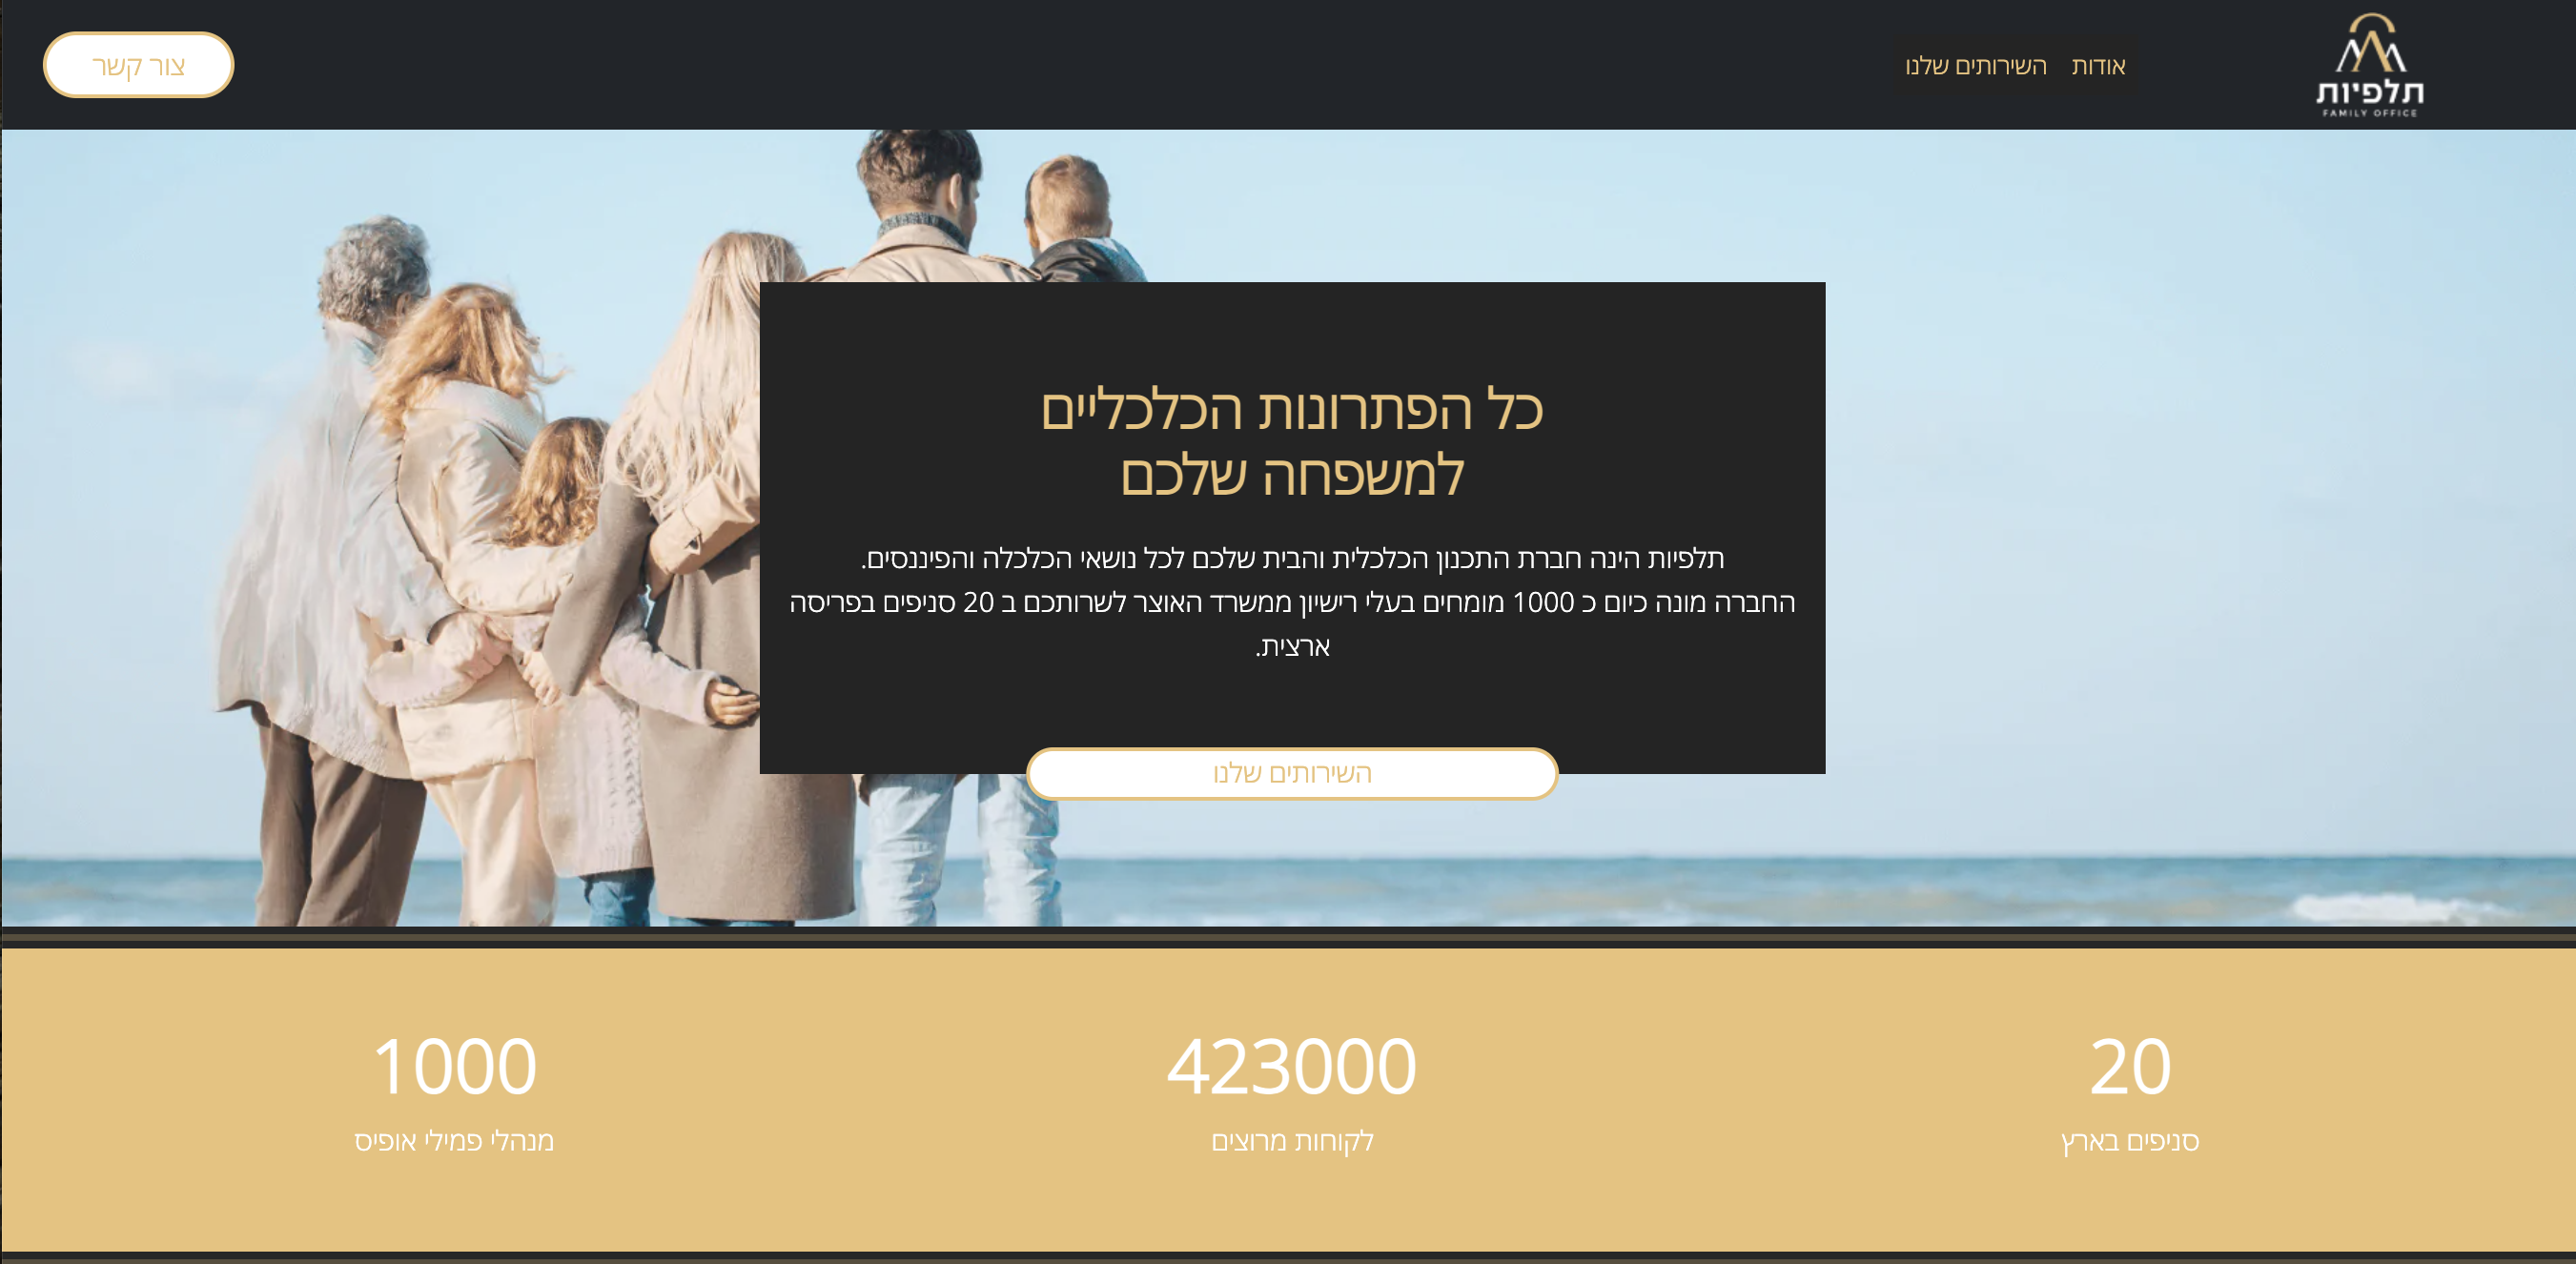 תלפיות
FAMILY OFFICE
אודות
השירותים שלנו
צור קשר
כל הפתרונות הכלכליים
למשפחה שלכם
תלפיות הינה חברת התכנון הכלכלית והבית שלכם לכל נושאי הכלכלה והפיננסים.
החברה מונה כיום כ 1000 מומחים בעלי רישיון ממשרד האוצר לשרותכם ב 20 סניפים בפריסה
ארצית.
השירותים שלנו
20
סניפים בארץ
423000
לקוחות מרוצים
1000
מנהלי פמילי אופיס